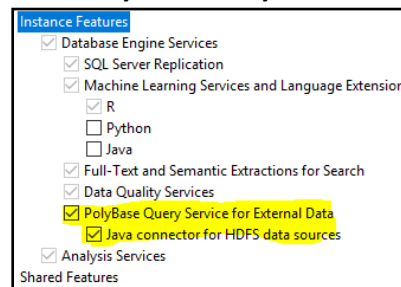 Instance Features
Database Engine Services
SQL Server Replication
Machine Learning Services and Language Extension
R
Python
Java
Full-Text and Semantic Extractions for Search
Data Quality Services
PolyBase Query Service for External Data
Java connector for HDFS data sources
Analysis Services
Shared Features